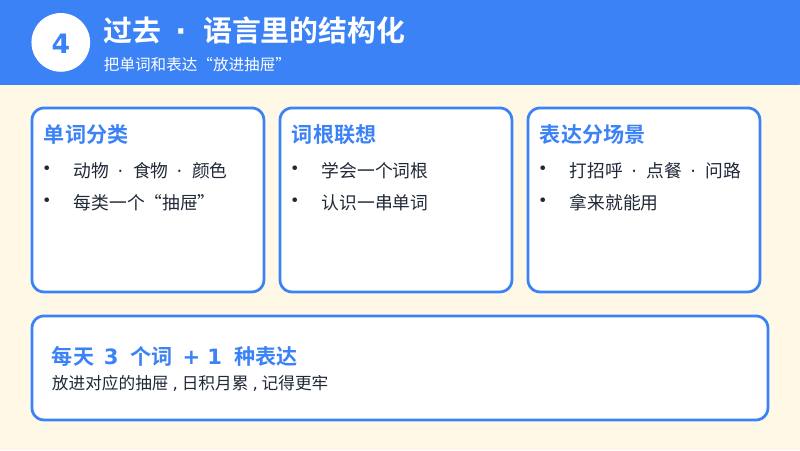 4
过去 · 语言里的结构化
把单词和表达“放进抽屉”
单词分类
• 动物 · 食物 · 颜色
• 每类一个“抽屉”
词根联想
• 学会一个词根
• 认识一串单词
表达分场景
• 打招呼 · 点餐 · 问路
• 拿来就能用
每天 3 个词 + 1 种表达
放进对应的抽屉 , 日积月累 , 记得更牢